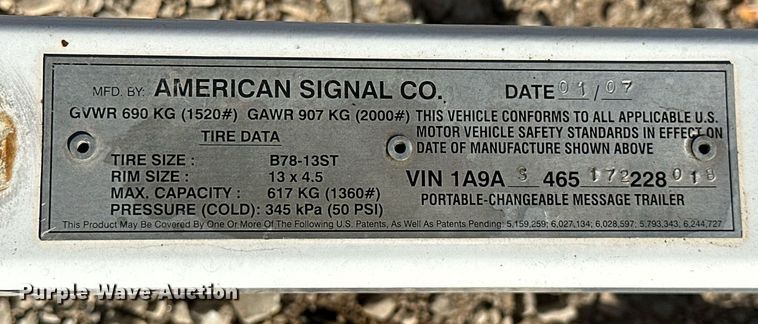 MFD. BY: AMERICAN SIGNAL CO. DATE 01/07
GVWR 690 KG (1520#) GAWR 907 KG (2000#)
TIRE DATA
TIRE SIZE : B78-13ST
RIM SIZE : 13 x 4.5
MAX. CAPACITY : 617 KG (1360#)
PRESSURE (COLD): 345 kPa (50 PSI)
THIS VEHICLE CONFORMS TO ALL APPLICABLE U.S.
MOTOR VEHICLE SAFETY STANDARDS IN EFFECT ON
DATE OF MANUFACTURE SHOWN ABOVE
VIN 1A9A S 465 172 228 018
PORTABLE-CHANGEABLE MESSAGE TRAILER
This Product May Be Covered By One Or More Of The Following U.S. Patents, As Well As Patents Pending: 5,159,259; 6,027,134; 6,028,597; 5,793,343; 6,244,727
Purple Wave Auction